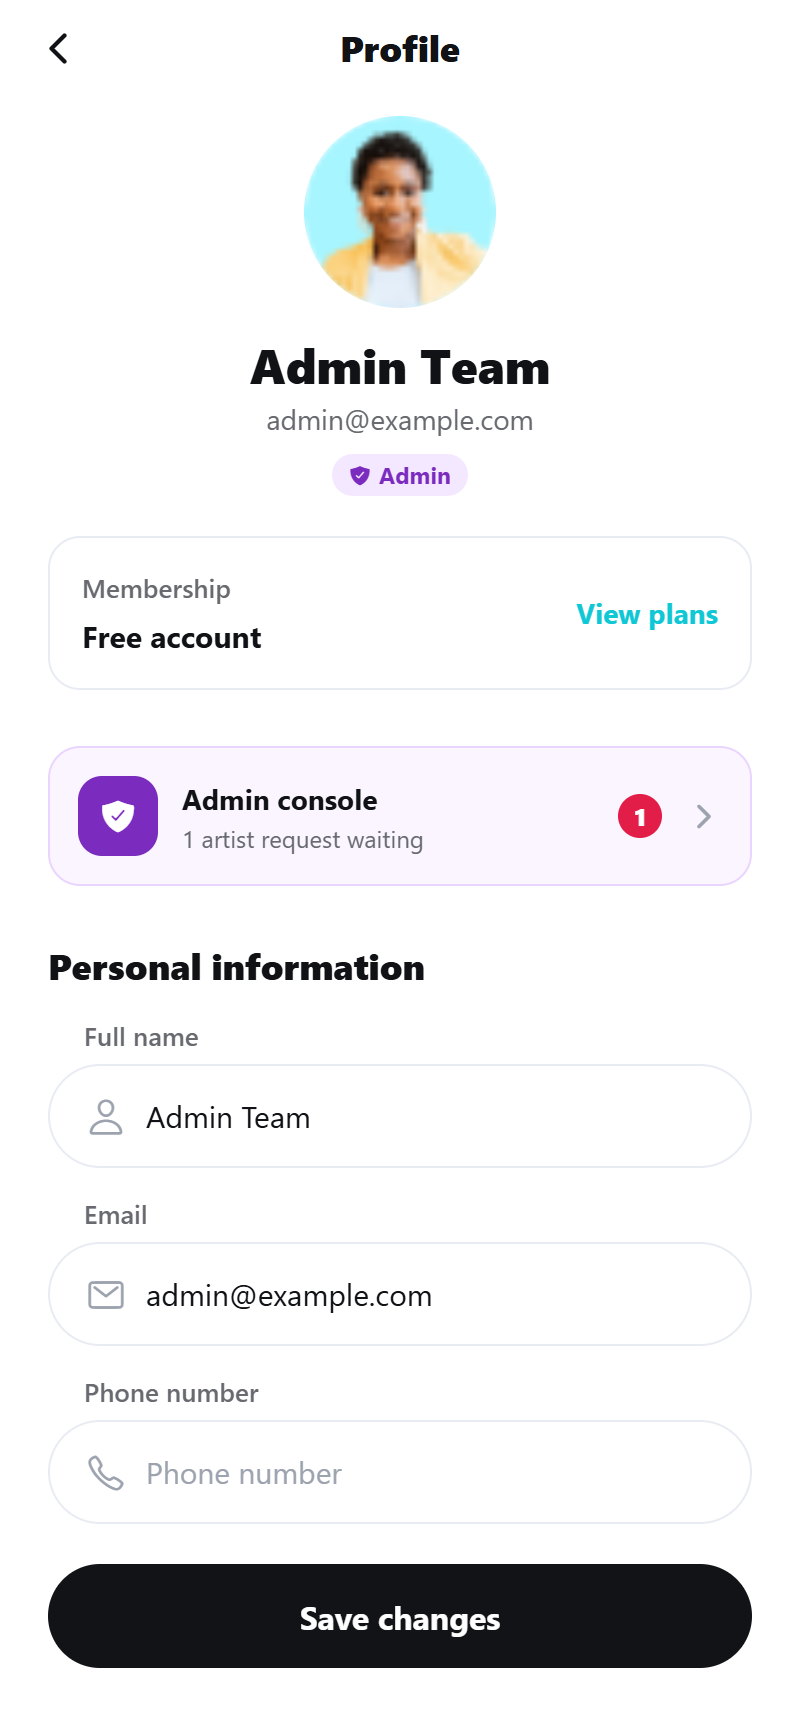 Profile
Admin Team
admin@example.com
Admin
Membership
Free account
View plans
Admin console
1 artist request waiting
1
Personal information
Full name
Admin Team
Email
admin@example.com
Phone number
Phone number
Save changes